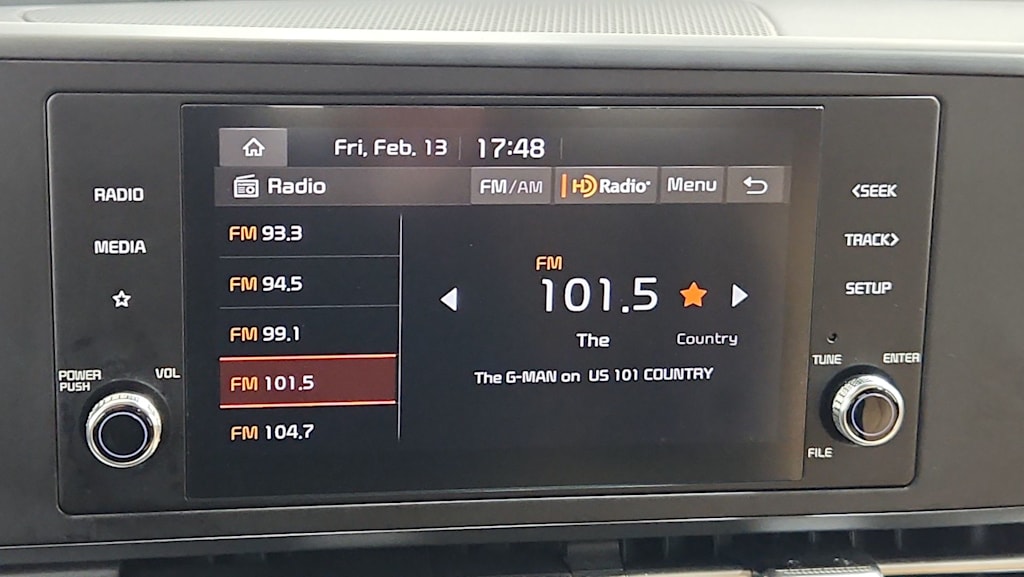 Fri, Feb. 13 17:48
Radio FM/AM HD Radio Menu
RADIO
MEDIA
POWER PUSH VOL
FM 93.3
FM 94.5
FM 99.1
FM 101.5
FM 104.7
FM
101.5
The Country
The G-MAN on US 101 COUNTRY
<SEEK
TRACK>
SETUP
TUNE ENTER
FILE